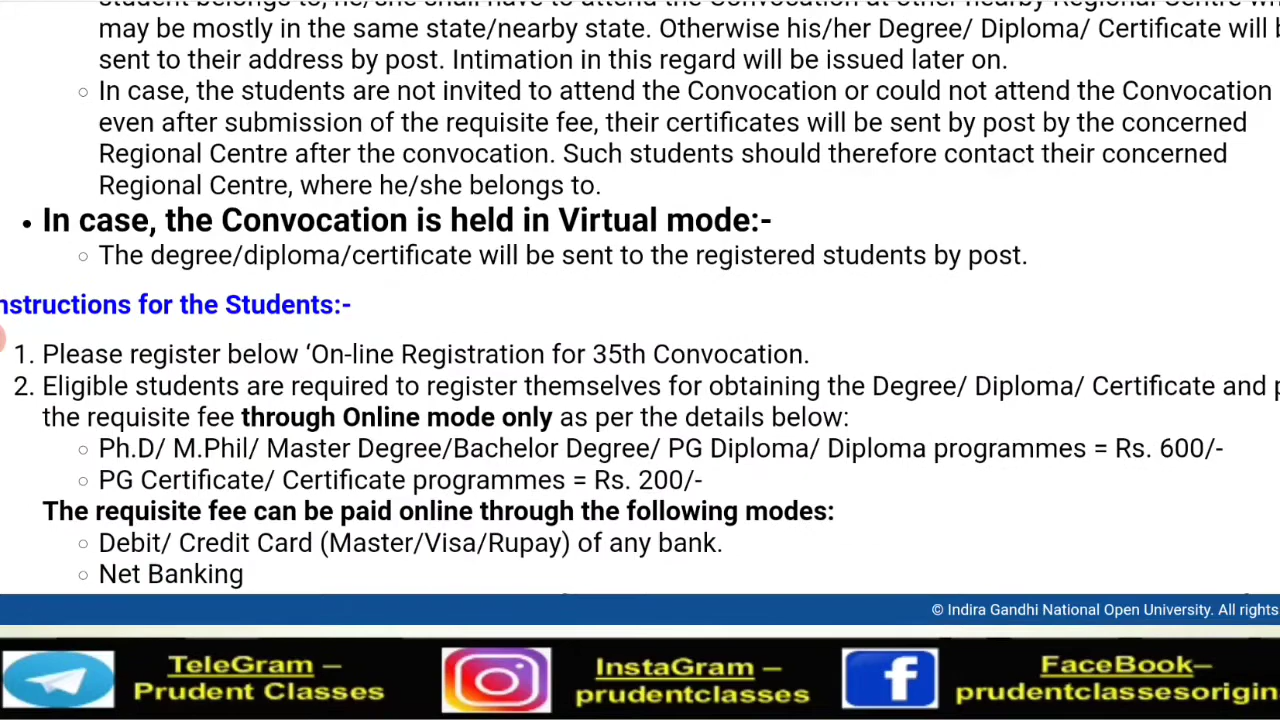 may be mostly in the same state/nearby state. Otherwise his/her Degree/ Diploma/ Certificate will
sent to their address by post. Intimation in this regard will be issued later on.
In case, the students are not invited to attend the Convocation or could not attend the Convocation
even after submission of the requisite fee, their certificates will be sent by post by the concerned
Regional Centre after the convocation. Such students should therefore contact their concerned
Regional Centre, where he/she belongs to.
In case, the Convocation is held in Virtual mode:-
The degree/diploma/certificate will be sent to the registered students by post.
nstructions for the Students:-
1. Please register below ‘On-line Registration for 35th Convocation.
2. Eligible students are required to register themselves for obtaining the Degree/ Diploma/ Certificate and
the requisite fee through Online mode only as per the details below:
Ph.D/ M.Phil/ Master Degree/Bachelor Degree/ PG Diploma/ Diploma programmes = Rs. 600/-
PG Certificate/ Certificate programmes = Rs. 200/-
The requisite fee can be paid online through the following modes:
Debit/ Credit Card (Master/Visa/Rupay) of any bank.
Net Banking
© Indira Gandhi National Open University. All rights
TeleGram –
Prudent Classes
InstaGram –
prudentclasses
FaceBook–
prudentclassesorigin